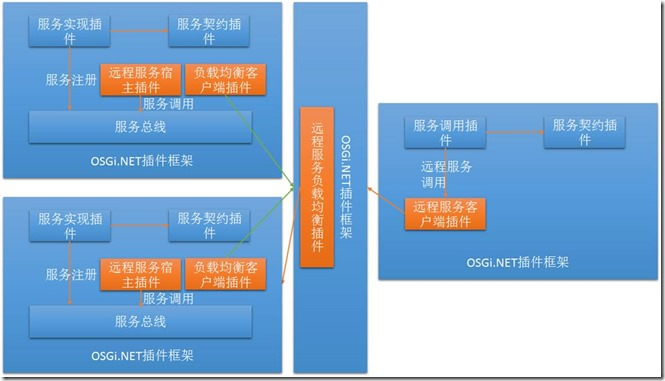 服务实现插
件
服务契约插
件
服务注册
远程服务宿
主插件
负载均衡客
户端插件
服务调用
服务总线
OSGi.NET插件框架
服务实现插
件
服务契约插
件
服务注册
远程服务宿
主插件
负载均衡客
户端插件
服务调用
服务总线
OSGi.NET插件框架
远程服务负载均衡插件
OSGi.NET插件框架
服务调用插
件
服务契约插
件
远程服务
调用
远程服务客
户端插件
OSGi.NET插件框架